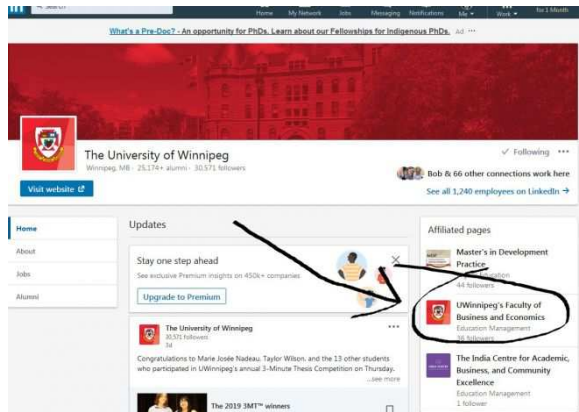 in
Search
Home My Network Jobs Messaging Notifications Me Work
for 1 Month
What's a Pre-Doc? - An opportunity for PhDs. Learn about our Fellowships for Indigenous PhDs. Ad ...
The University of Winnipeg
Winnipeg, MB · 25,174+ alumni · 30,571 followers
Visit website
Following ...
Bob & 66 other connections work here
See all 1,240 employees on LinkedIn →
Home
About
Jobs
Alumni
Updates
Stay one step ahead
See exclusive Premium insights on 450k+ companies
Upgrade to Premium
The University of Winnipeg
30,571 followers
3d
Congratulations to Marie Josée Nadeau, Taylor Wilson, and the 13 other students
who participated in UWinnipeg's annual 3-Minute Thesis Competition on Thursday.
...see more
The 2019 3MT™ winners
Affiliated pages
Master's in Development
Practice
44 followers
UWinnipeg's Faculty of
Business and Economics
Education Management
followers
The India Centre for Academic,
Business, and Community
Excellence
Education Management
1 follower